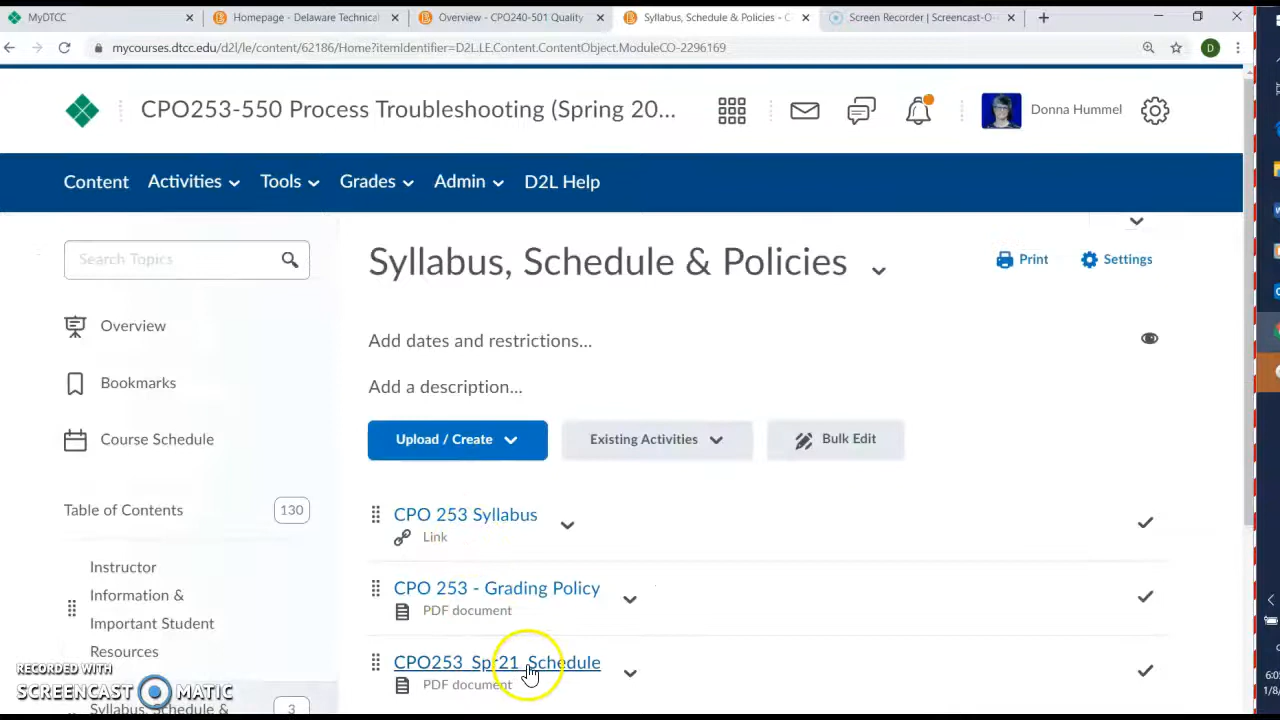 MyDTCC
Homepage - Delaware Technical
Overview - CPO240-501 Quality
Syllabus, Schedule & Policies - C
Screen Recorder | Screencast-O-
mycourses.dtcc.edu/d2l/le/content/62186/Home?itemIdentifier=D2L.LE.Content.ContentObject.ModuleCO-2296169
D
CPO253-550 Process Troubleshooting (Spring 20...
Donna Hummel
Content
Activities
Tools
Grades
Admin
D2L Help
Search Topics
Syllabus, Schedule & Policies
Print
Settings
Overview
Add dates and restrictions...
Bookmarks
Add a description...
Course Schedule
Upload / Create
Existing Activities
Bulk Edit
Table of Contents
130
CPO 253 Syllabus
Link
Instructor
Information &
Important Student
Resources
CPO 253 - Grading Policy
PDF document
CPO253_Spr21_Schedule
PDF document
Syllabus, Schedule &
3
RECORDED WITH
SCREENCAST MATIC
6:0
1/8/